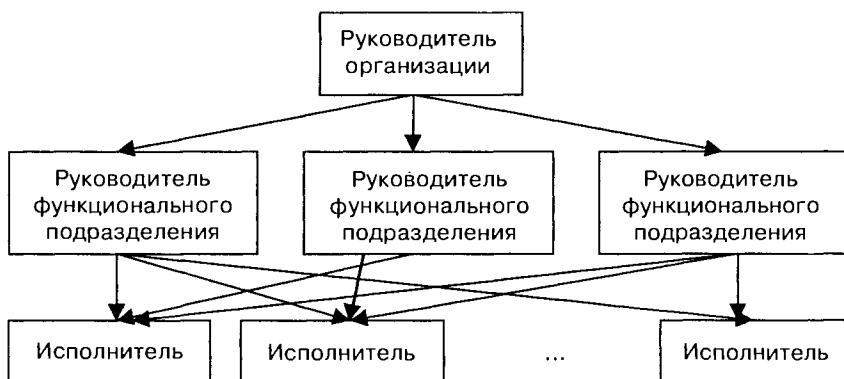 Руководитель
организации
Руководитель
функционального
подразделения
Руководитель
функционального
подразделения
Руководитель
функционального
подразделения
Исполнитель
Исполнитель
...
Исполнитель